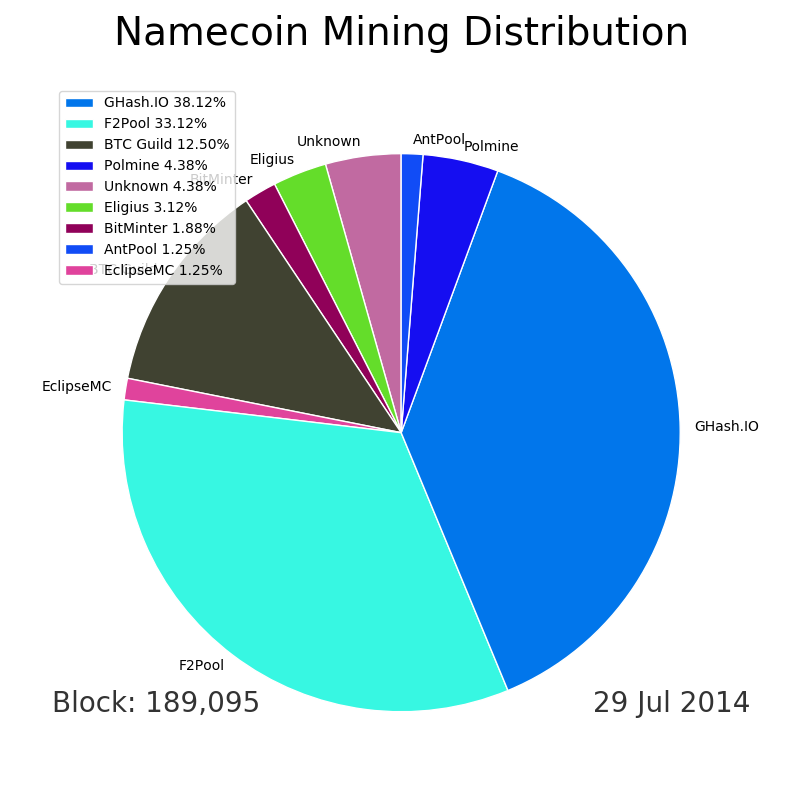 Namecoin Mining Distribution
GHash.IO 38.12%
F2Pool 33.12%
BTC Guild 12.50%
Polmine 4.38%
Unknown 4.38%
Eligius 3.12%
BitMinter 1.88%
AntPool 1.25%
EclipseMC 1.25%
AntPool
Polmine
Unknown
Eligius
BitMinter
EclipseMC
GHash.IO
F2Pool
Block: 189,095
29 Jul 2014